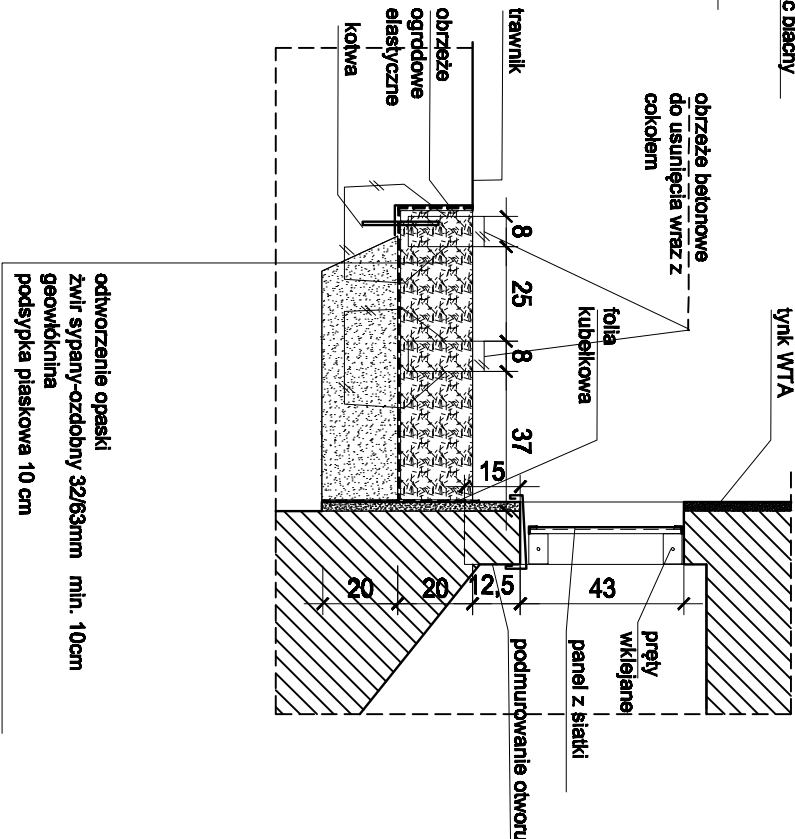 c placny
tynk WTA
obrzeże betonowe
do usunięcia wraz z
cokołem
trawnik
obrzeże
ogrodowe
elastyczne
kotwa
folia
kubełkowa
8
25
8
37
15
20
20
12,5
43
pręty
wklejane
panel z siatki
podmurowanie otworu
odtworzenie opaski
żwir sypany-ozdobny 32/63mm min. 10cm
geowłóknina
podsypka piaskowa 10 cm